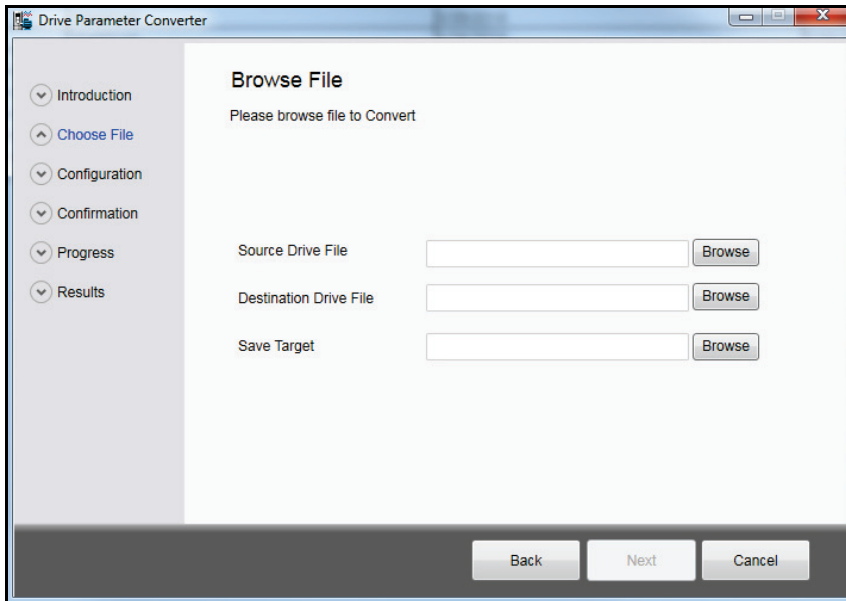 Drive Parameter Converter
Introduction
Choose File
Configuration
Confirmation
Progress
Results
Browse File
Please browse file to Convert
Source Drive File Browse
Destination Drive File Browse
Save Target Browse
Back Next Cancel